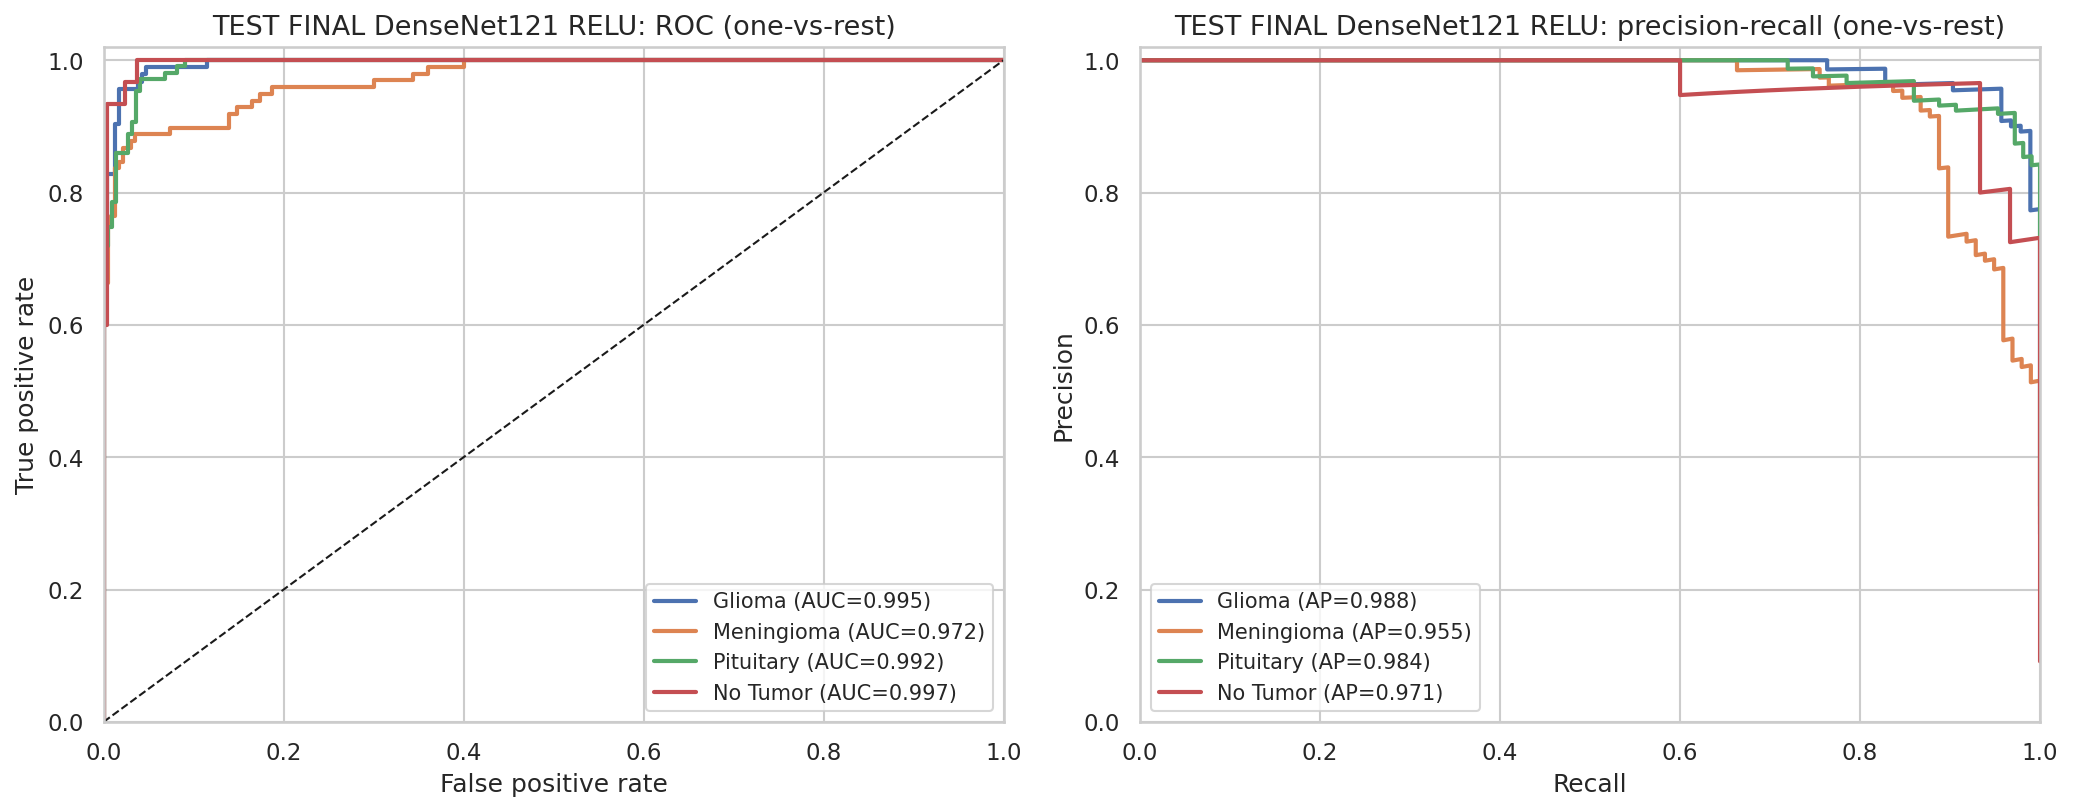 TEST FINAL DenseNet121 RELU: ROC (one-vs-rest)
True positive rate
1.0
0.8
0.6
0.4
0.2
0.0
0.0 0.2 0.4 0.6 0.8 1.0
False positive rate
Glioma (AUC=0.995)
Meningioma (AUC=0.972)
Pituitary (AUC=0.992)
No Tumor (AUC=0.997)
TEST FINAL DenseNet121 RELU: precision-recall (one-vs-rest)
Precision
1.0
0.8
0.6
0.4
0.2
0.0
0.0 0.2 0.4 0.6 0.8 1.0
Recall
Glioma (AP=0.988)
Meningioma (AP=0.955)
Pituitary (AP=0.984)
No Tumor (AP=0.971)